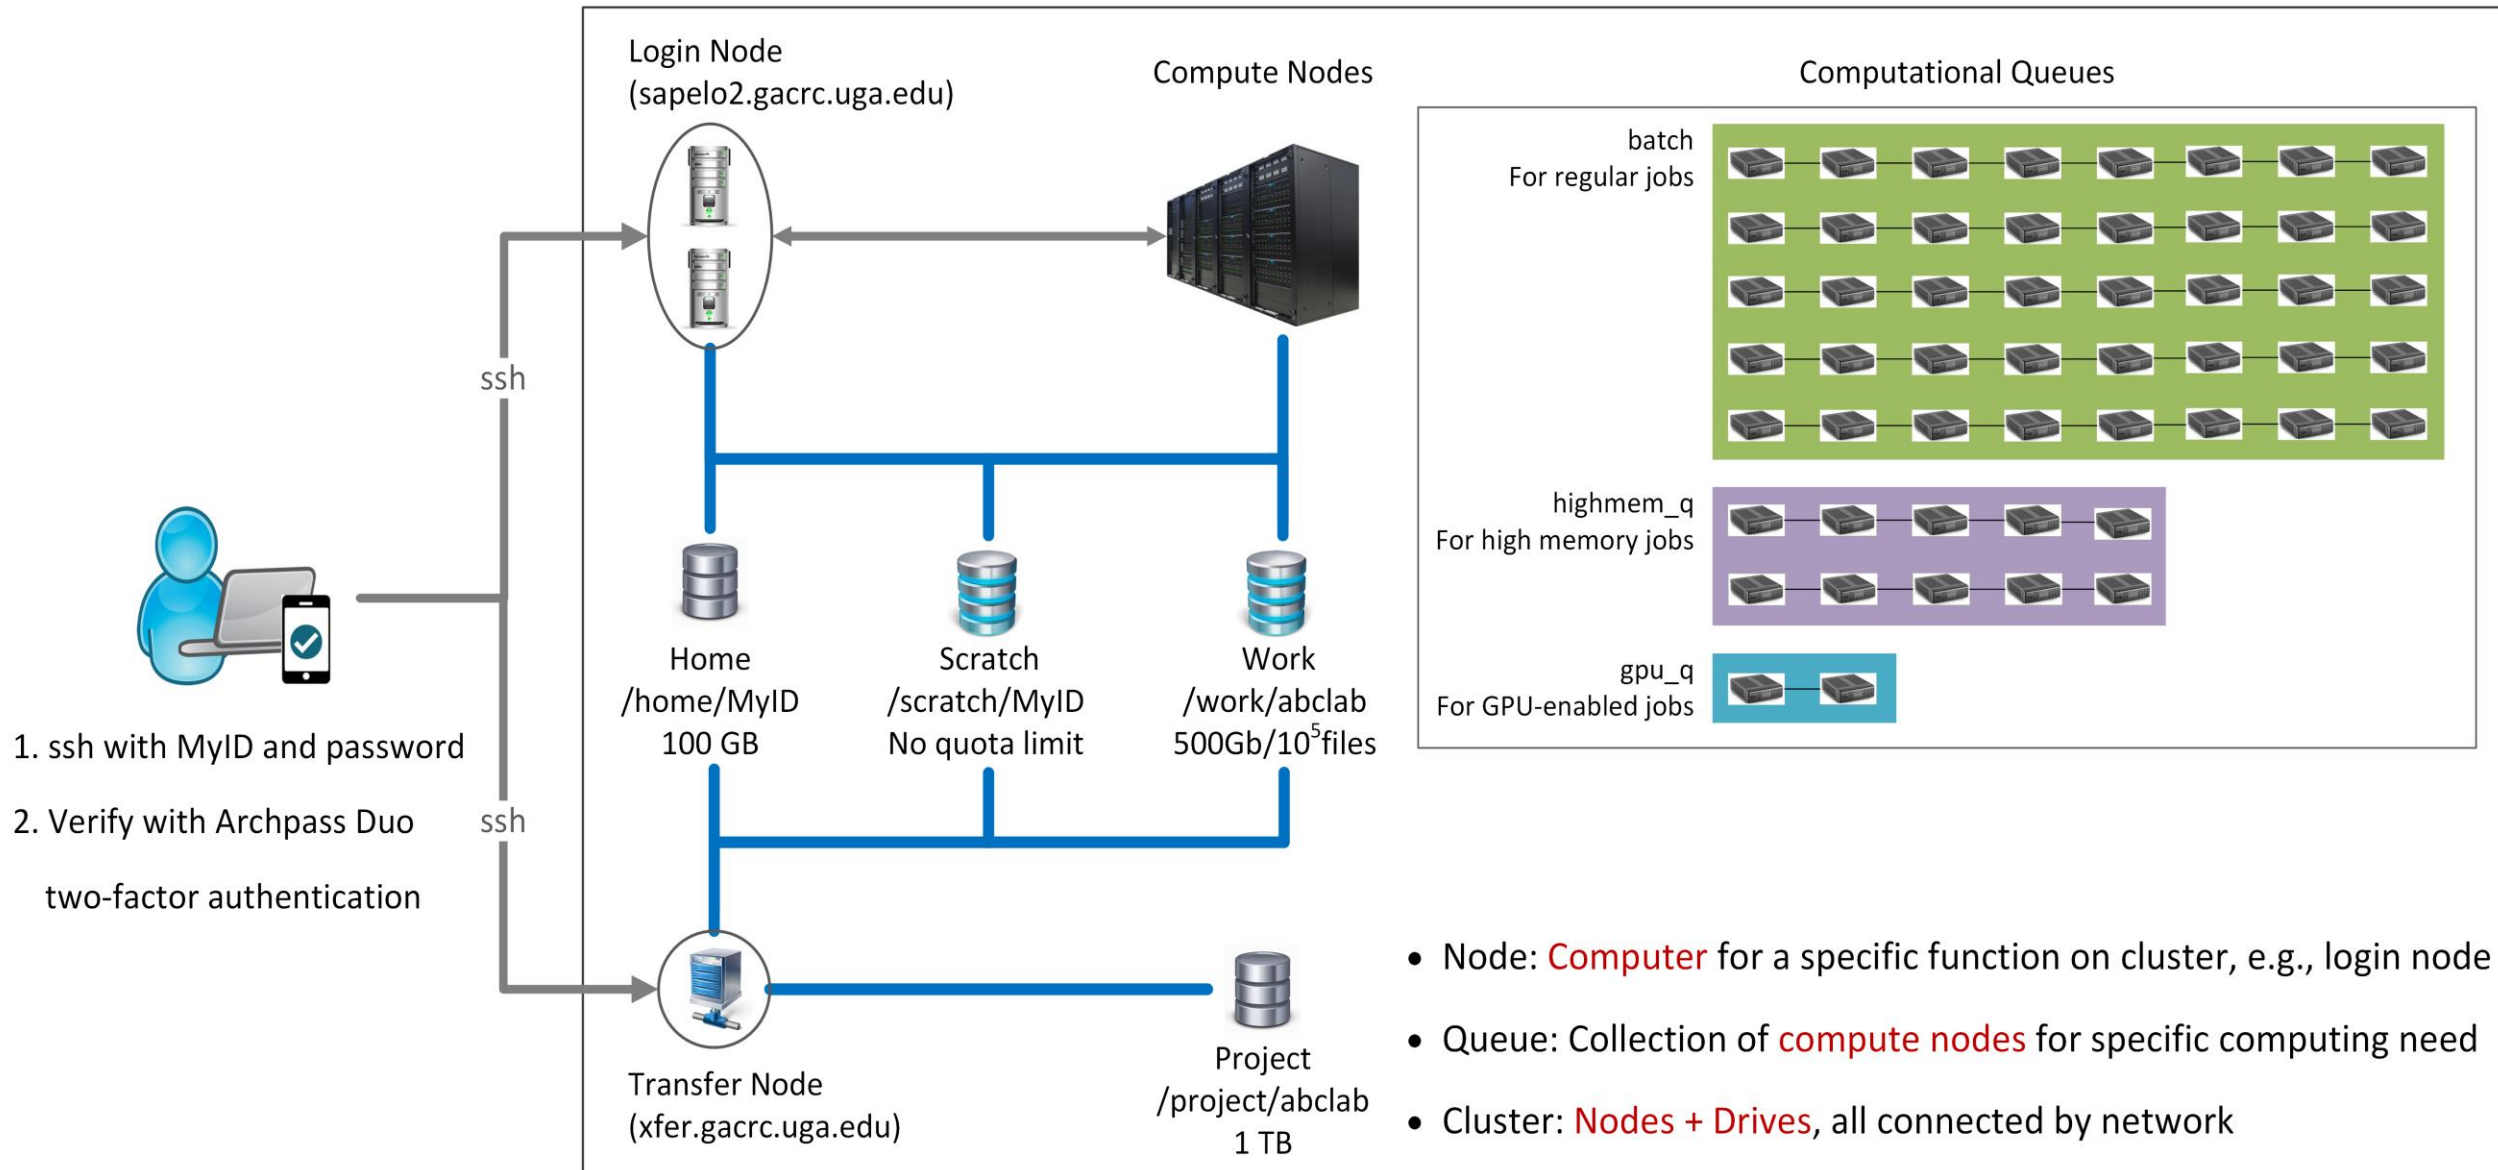 Login Node
(sapelo2.gacrc.uga.edu)
Compute Nodes
Computational Queues
batch
For regular jobs
highmem_q
For high memory jobs
gpu_q
For GPU-enabled jobs
ssh
Home
/home/MyID
100 GB
Scratch
/scratch/MyID
No quota limit
Work
/work/abclab
500Gb/10⁵files
1. ssh with MyID and password
2. Verify with Archpass Duo
two-factor authentication
ssh
Transfer Node
(xfer.gacrc.uga.edu)
Project
/project/abclab
1 TB
• Node: Computer for a specific function on cluster, e.g., login node
• Queue: Collection of compute nodes for specific computing need
• Cluster: Nodes + Drives, all connected by network